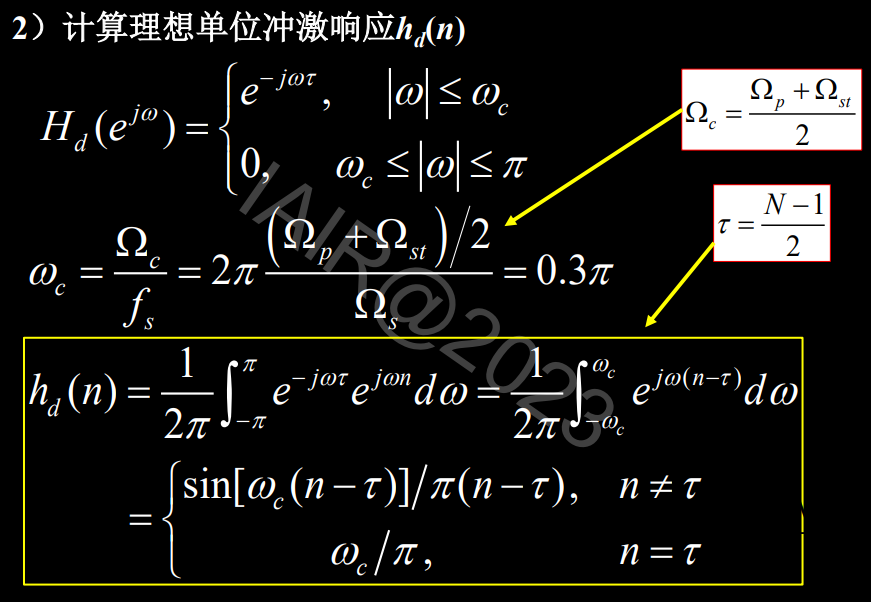 2）计算理想单位冲激响应h_d(n)
H_d(e^{jω}) = { e^{-jωτ}, |ω| ≤ ω_c
0, ω_c ≤ |ω| ≤ π
Ω_c = (Ω_p + Ω_st)/2
τ = (N−1)/2
ω_c = Ω_c/f_s = 2π ((Ω_p + Ω_st)/2)/Ω_s = 0.3π
h_d(n) = 1/2π ∫_{-π}^{π} e^{-jωτ} e^{jωn} dω = 1/2π ∫_{-ω_c}^{ω_c} e^{jω(n−τ)} dω
= { sin[ω_c(n−τ)]/π(n−τ), n ≠ τ
ω_c/π, n = τ
IAIR@2023